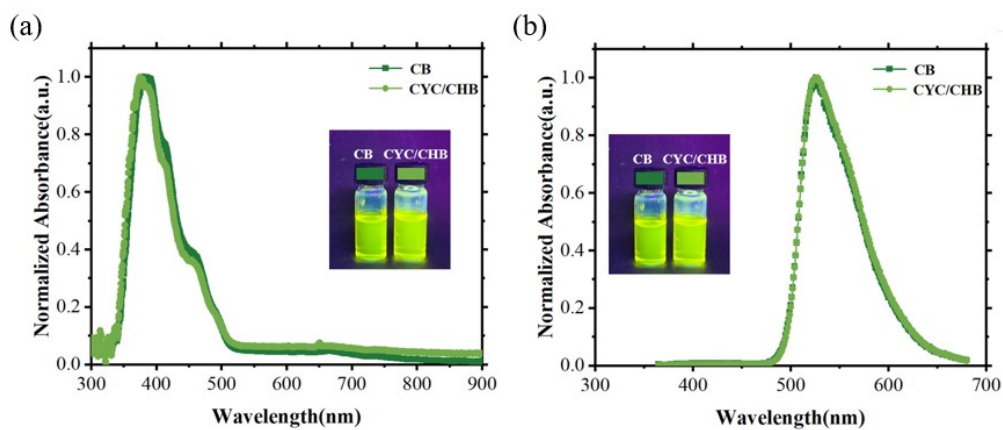 (a)
(b)
Normalized Absorbance(a.u.)
1.0
0.8
0.6
0.4
0.2
0.0
CB
CYC/CHB
CB CYC/CHB
300 400 500 600 700 800 900
Wavelength(nm)
Normalized Absorbance(a.u.)
1.0
0.8
0.6
0.4
0.2
0.0
CB
CYC/CHB
CB CYC/CHB
300 400 500 600 700
Wavelength(nm)